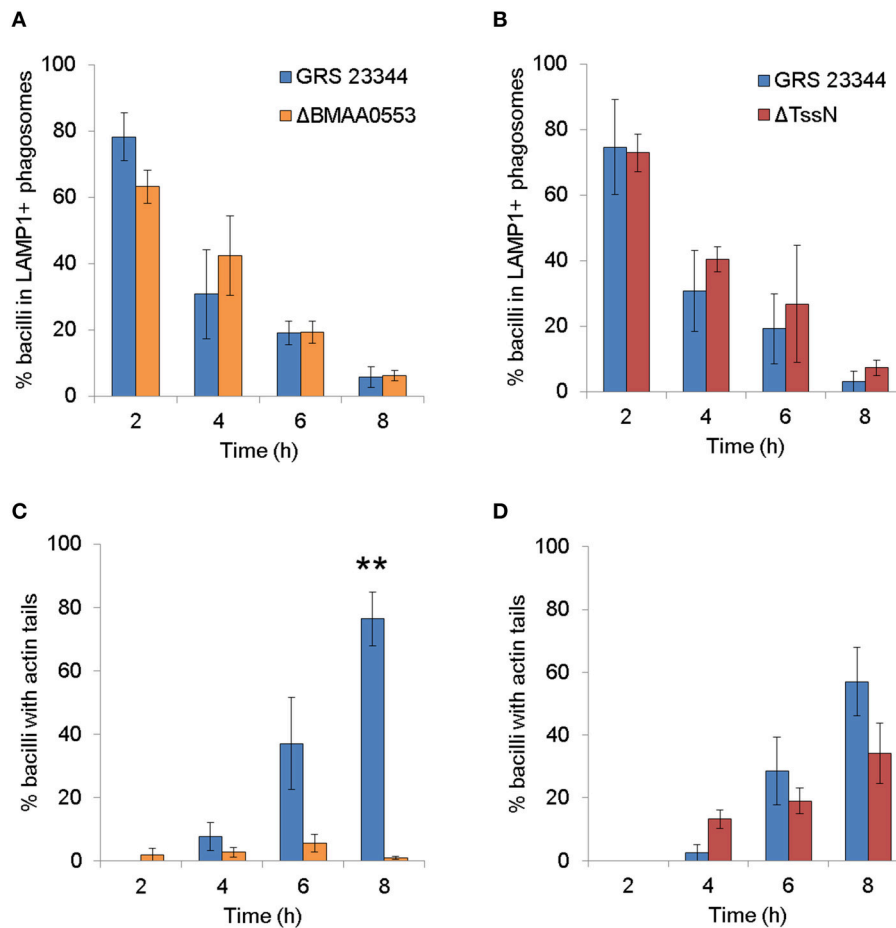 A
% bacilli in LAMP1+ phagosomes
100
80
60
40
20
0
GRS 23344
ΔBMAA0553
2 4 6 8
Time (h)
B
% bacilli in LAMP1+ phagosomes
100
80
60
40
20
0
GRS 23344
ΔTssN
2 4 6 8
Time (h)
C
% bacilli with actin tails
100
80
60
40
20
0
**
2 4 6 8
Time (h)
D
% bacilli with actin tails
100
80
60
40
20
0
2 4 6 8
Time (h)